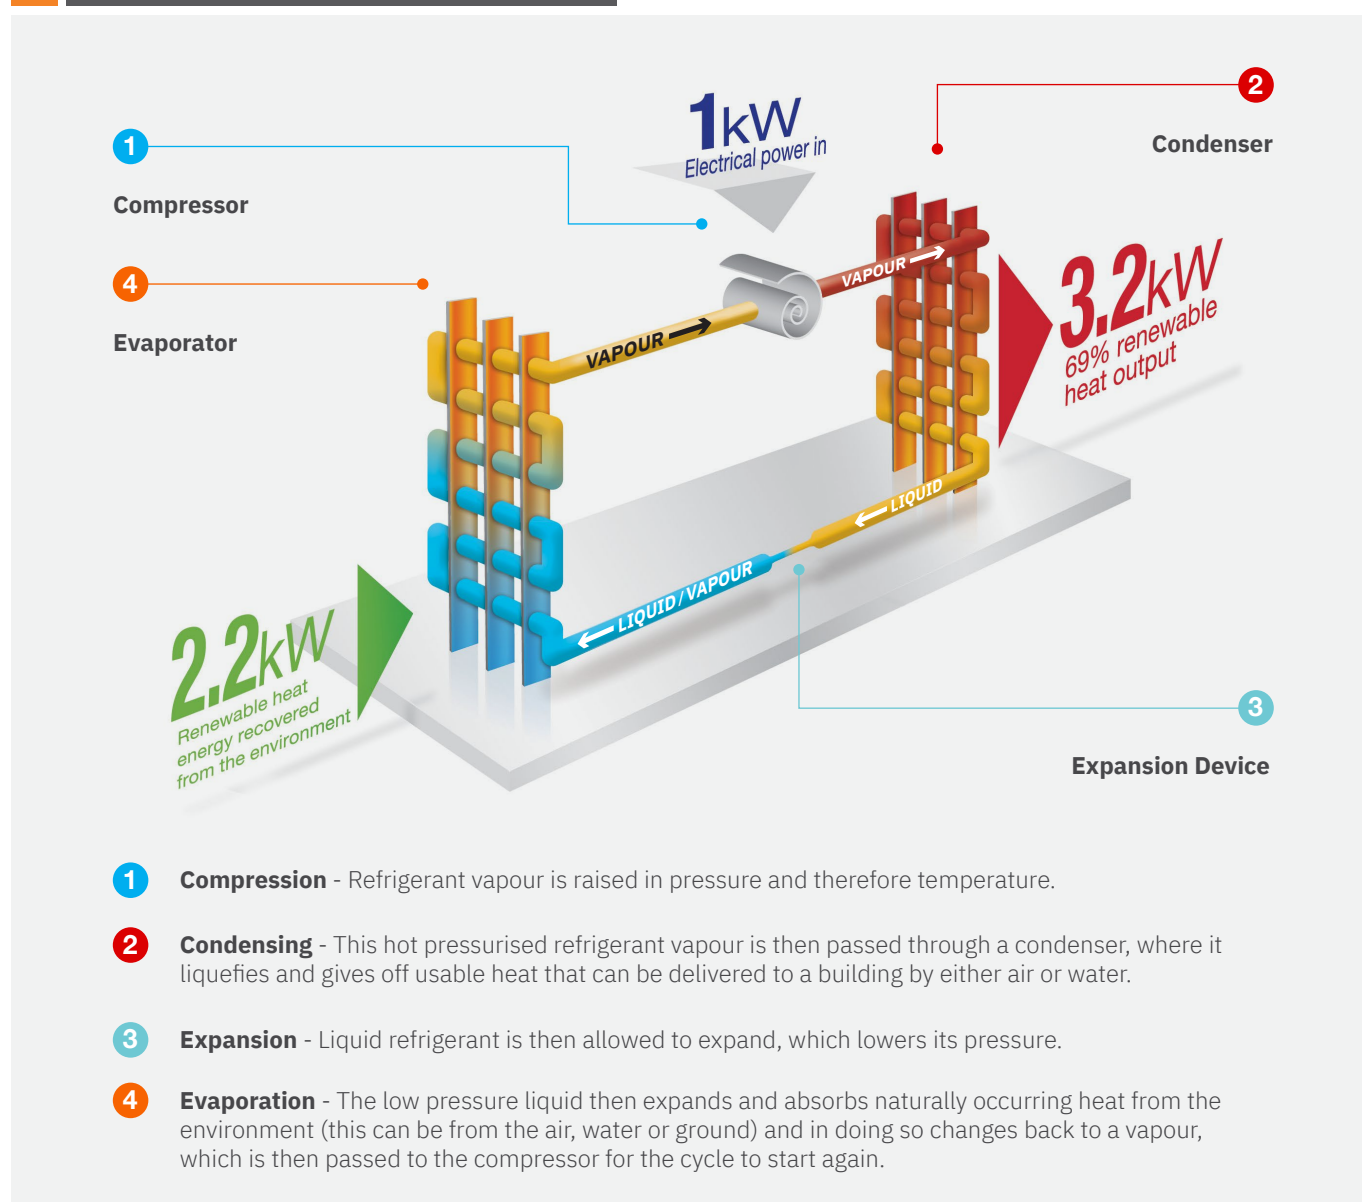 1kW
Electrical power in
2
Condenser
1
Compressor
4
Evaporator
VAPOUR
VAPOUR
3.2kW
69% renewable
heat output
LIQUID
LIQUID/VAPOUR
2.2kW
Renewable heat
energy recovered
from the environment
3
Expansion Device
1 Compression - Refrigerant vapour is raised in pressure and therefore temperature.
2 Condensing - This hot pressurised refrigerant vapour is then passed through a condenser, where it
liquefies and gives off usable heat that can be delivered to a building by either air or water.
3 Expansion - Liquid refrigerant is then allowed to expand, which lowers its pressure.
4 Evaporation - The low pressure liquid then expands and absorbs naturally occurring heat from the
environment (this can be from the air, water or ground) and in doing so changes back to a vapour,
which is then passed to the compressor for the cycle to start again.